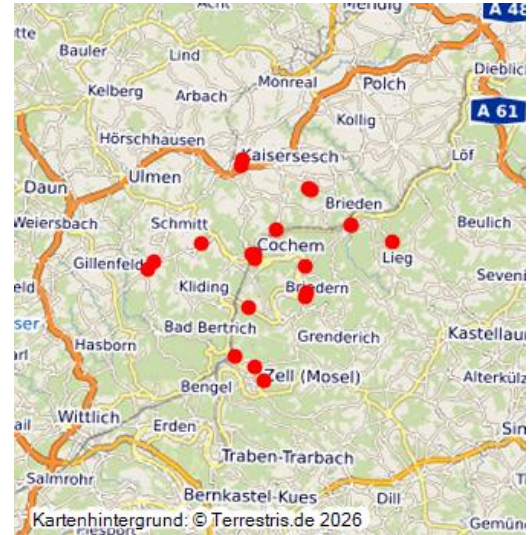 Acht
Mendig
A 48
Bauler
Lind
Monreal
Dieblich
Kelberg
Arbach
Polch
Kollig
A 61
Hörschhausen
Kaisersesch
Löf
Daun
Ulmen
Brieden
Weiersbach
Schmitt
Beulich
Cochem
Lieg
Gillenfeld
Kliding
Briedern
Bad Bertrich
Grenderich
Kastellaun
Hasborn
Zell (Mosel)
Alterkülz
Bengel
Wittlich
Erden
Traben-Trarbach
Salmrohr
Bernkastel-Kues
Dill
Kartenhintergrund: © Terrestris.de 2026